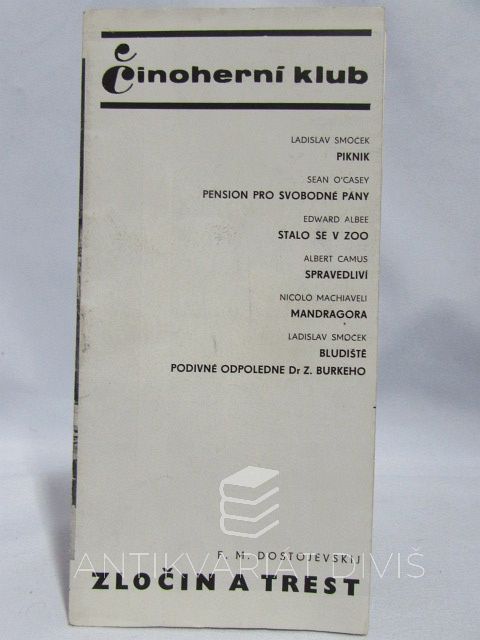 Činoherní klub
LADISLAV SMOČEK
PIKNIK
SEAN O'CASEY
PENSION PRO SVOBODNÉ PÁNY
EDWARD ALBEE
STALO SE V ZOO
ALBERT CAMUS
SPRAVEDLIVÍ
NICOLO MACHIAVELI
MANDRAGORA
LADISLAV SMOČEK
BLUDIŠTĚ
PODIVNÉ ODPOLEDNE Dr Z. BURKEHO
F. M. DOSTOJEVSKIJ
ANTIKVARIÁT DIVIŠ
ZLOČIN A TREST